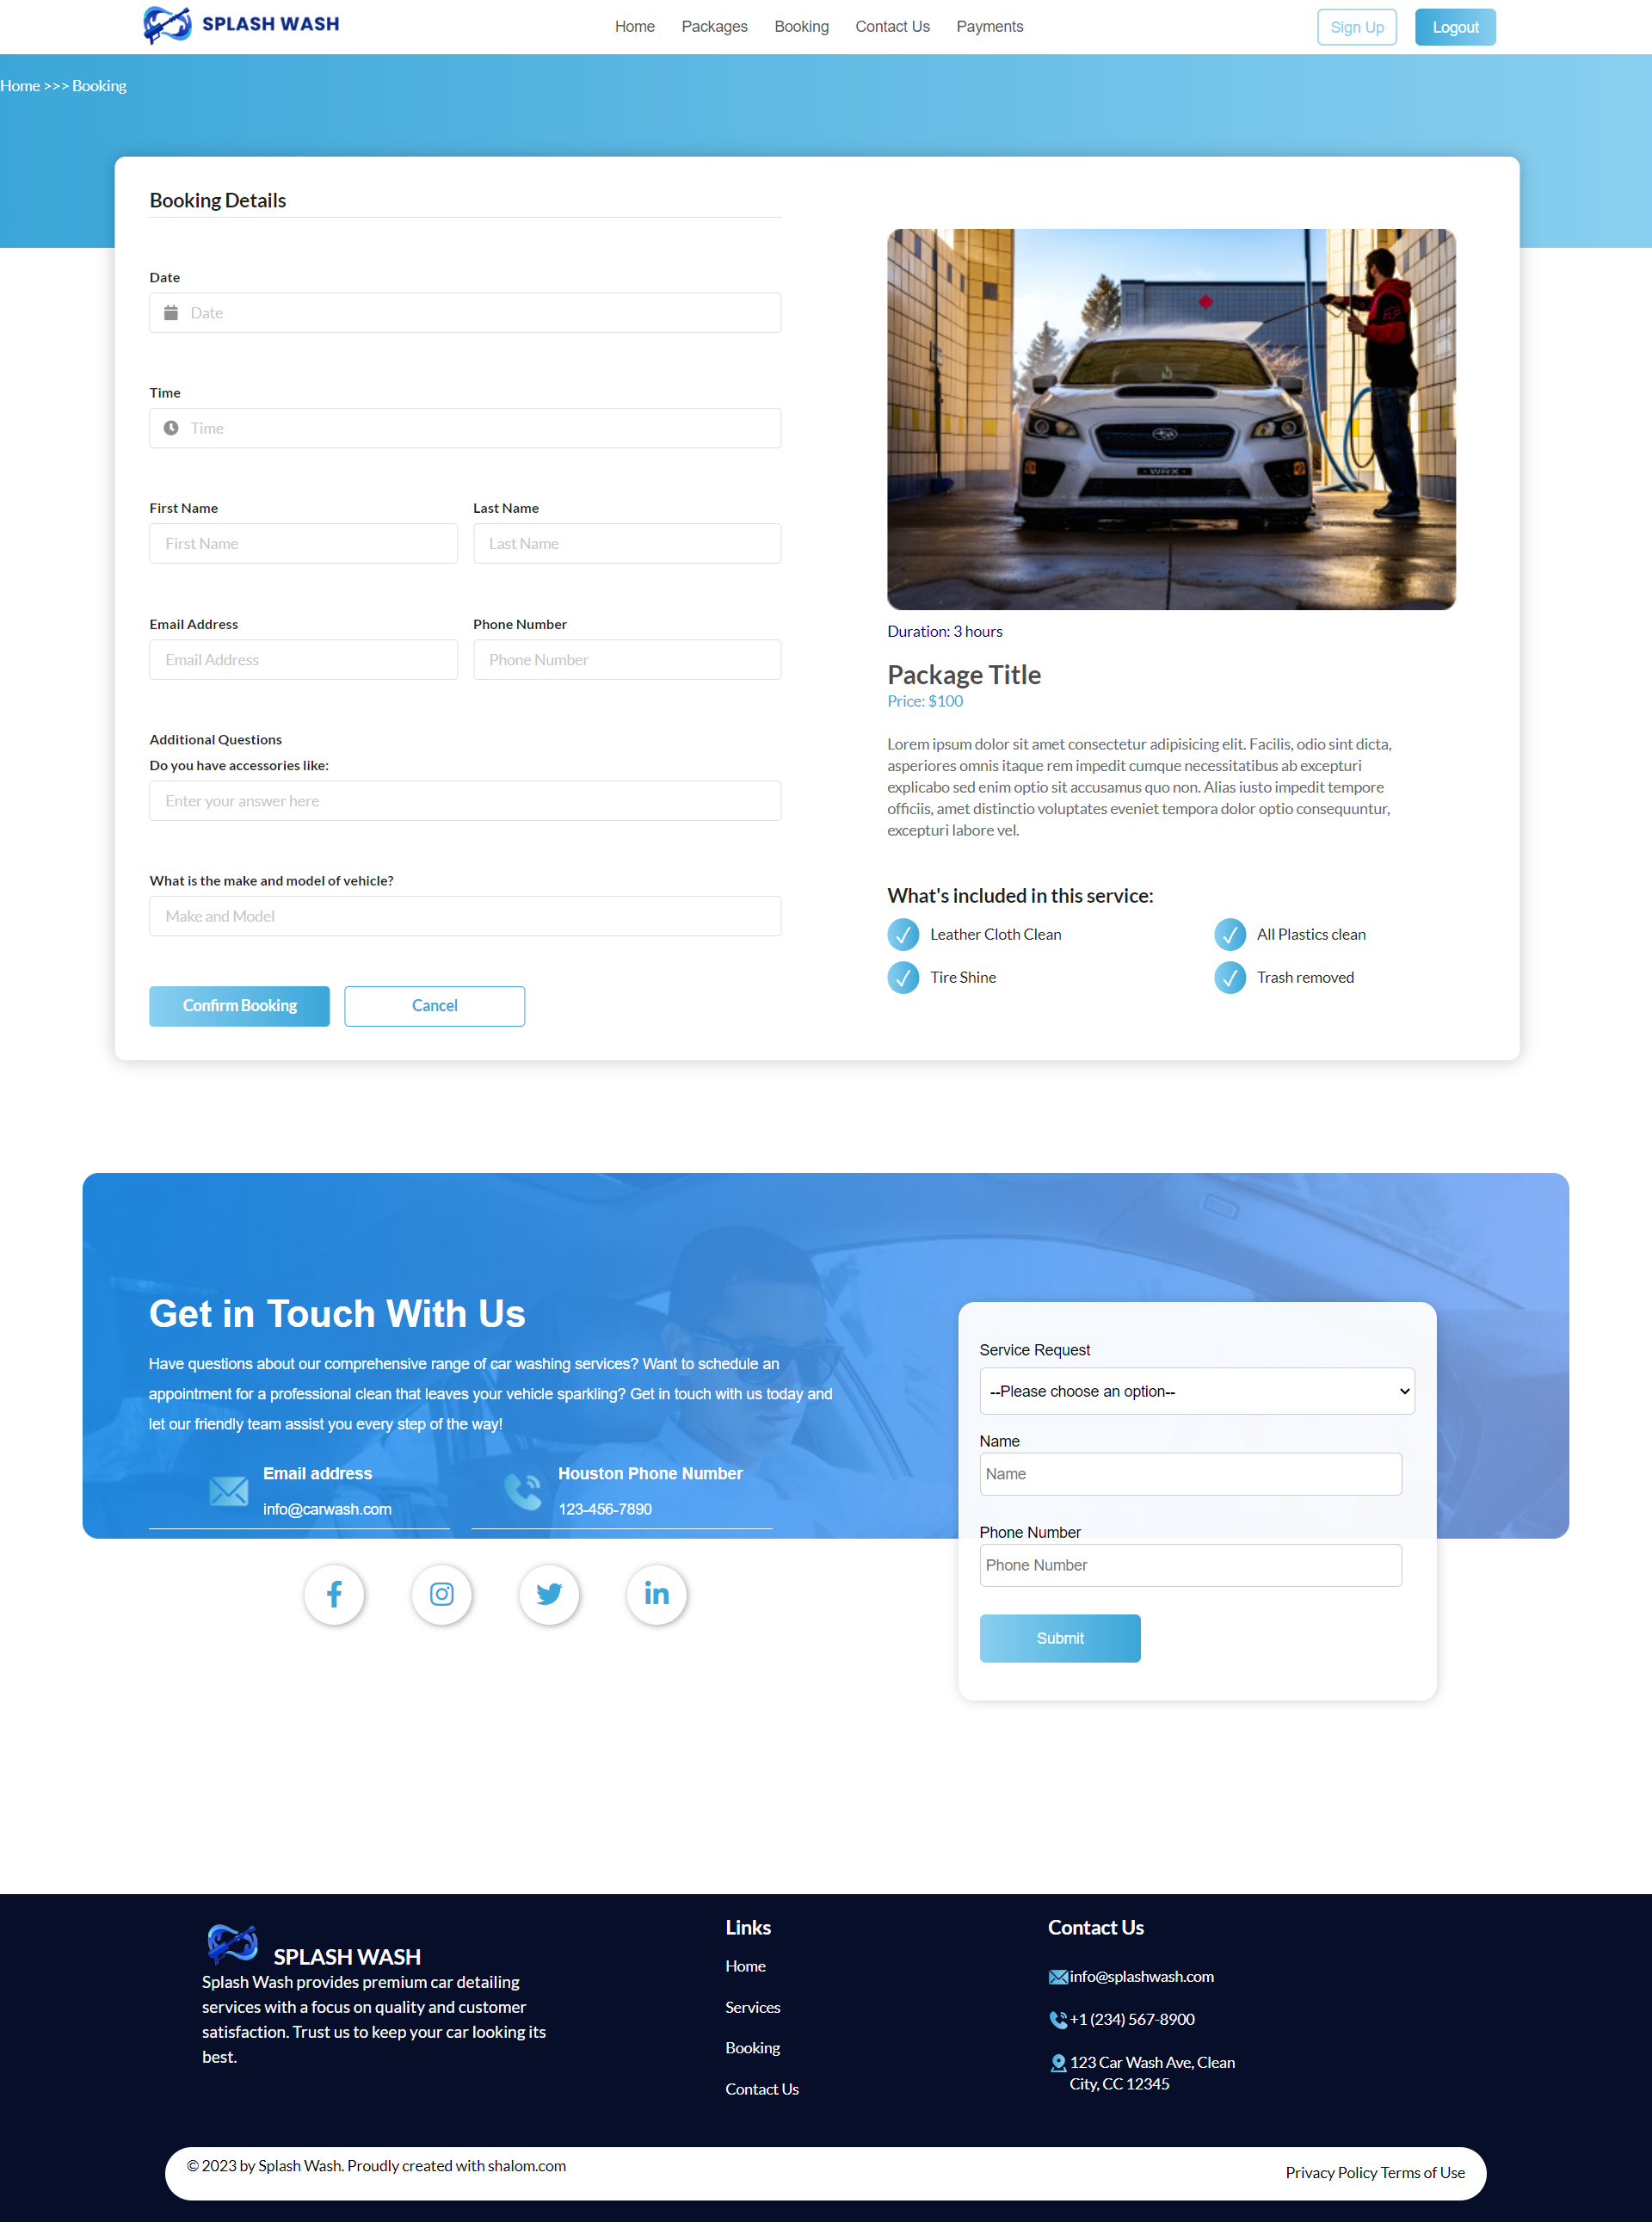 SPLASH WASH
Home Packages Booking Contact Us Payments
Sign Up Logout
Home >>> Booking
Booking Details
Date
Date
Time
Time
First Name Last Name
First Name Last Name
Email Address Phone Number
Email Address Phone Number
Additional Questions
Do you have accessories like:
Enter your answer here
What is the make and model of vehicle?
Make and Model
Confirm Booking Cancel
WRX
Duration: 3 hours
Package Title
Price: $100
Lorem ipsum dolor sit amet consectetur adipisicing elit. Facilis, odio sint dicta,
asperiores omnis itaque rem impedit cumque necessitatibus ab excepturi
explicabo sed enim optio sit accusamus quo non. Alias iusto impedit tempore
officiis, amet distinctio voluptates eveniet tempora dolor optio consequuntur,
excepturi labore vel.
What's included in this service:
Leather Cloth Clean All Plastics clean
Tire Shine Trash removed
Get in Touch With Us
Have questions about our comprehensive range of car washing services? Want to schedule an
appointment for a professional clean that leaves your vehicle sparkling? Get in touch with us today and
let our friendly team assist you every step of the way!
Email address Houston Phone Number
info@carwash.com 123-456-7890
Service Request
--Please choose an option--
Name
Name
Phone Number
Phone Number
Submit
SPLASH WASH
Splash Wash provides premium car detailing
services with a focus on quality and customer
satisfaction. Trust us to keep your car looking its
best.
Links
Home
Services
Booking
Contact Us
Contact Us
info@splashwash.com
+1 (234) 567-8900
123 Car Wash Ave, Clean
City, CC 12345
© 2023 by Splash Wash. Proudly created with shalom.com
Privacy Policy Terms of Use